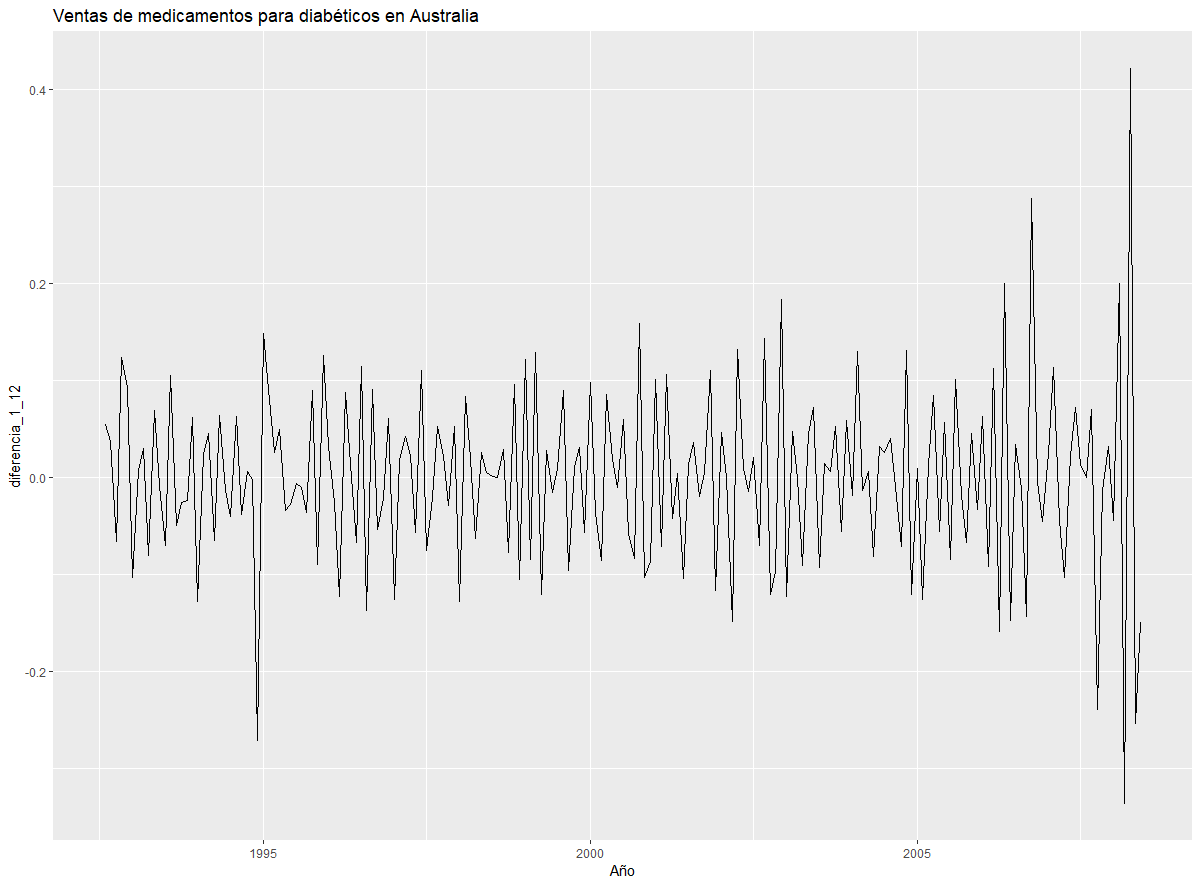 Ventas de medicamentos para diabéticos en Australia
diferencia_1_12
0.4
0.2
0.0
-0.2
1995
2000
2005
Año